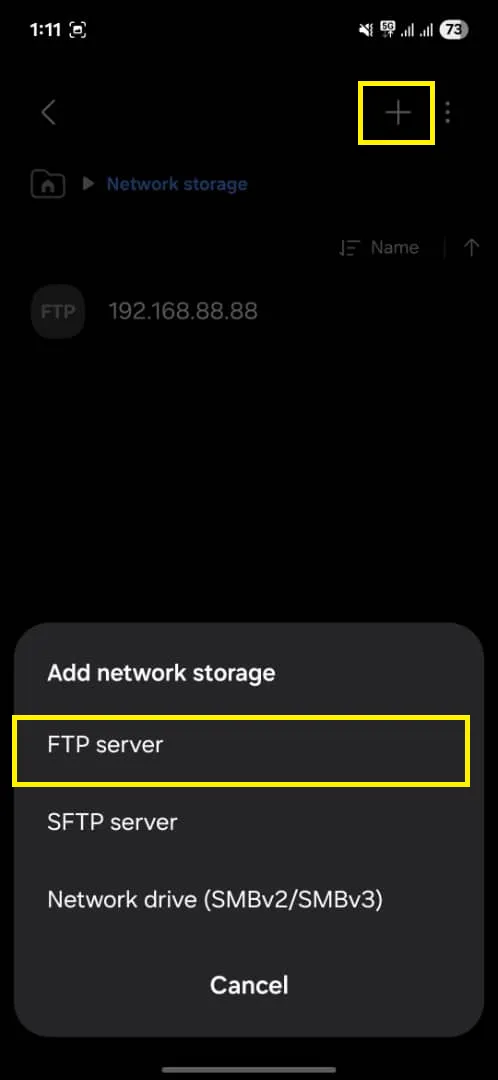 1:11 5G 73
Network storage
Name
FTP 192.168.88.88
Add network storage
FTP server
SFTP server
Network drive (SMBv2/SMBv3)
Cancel